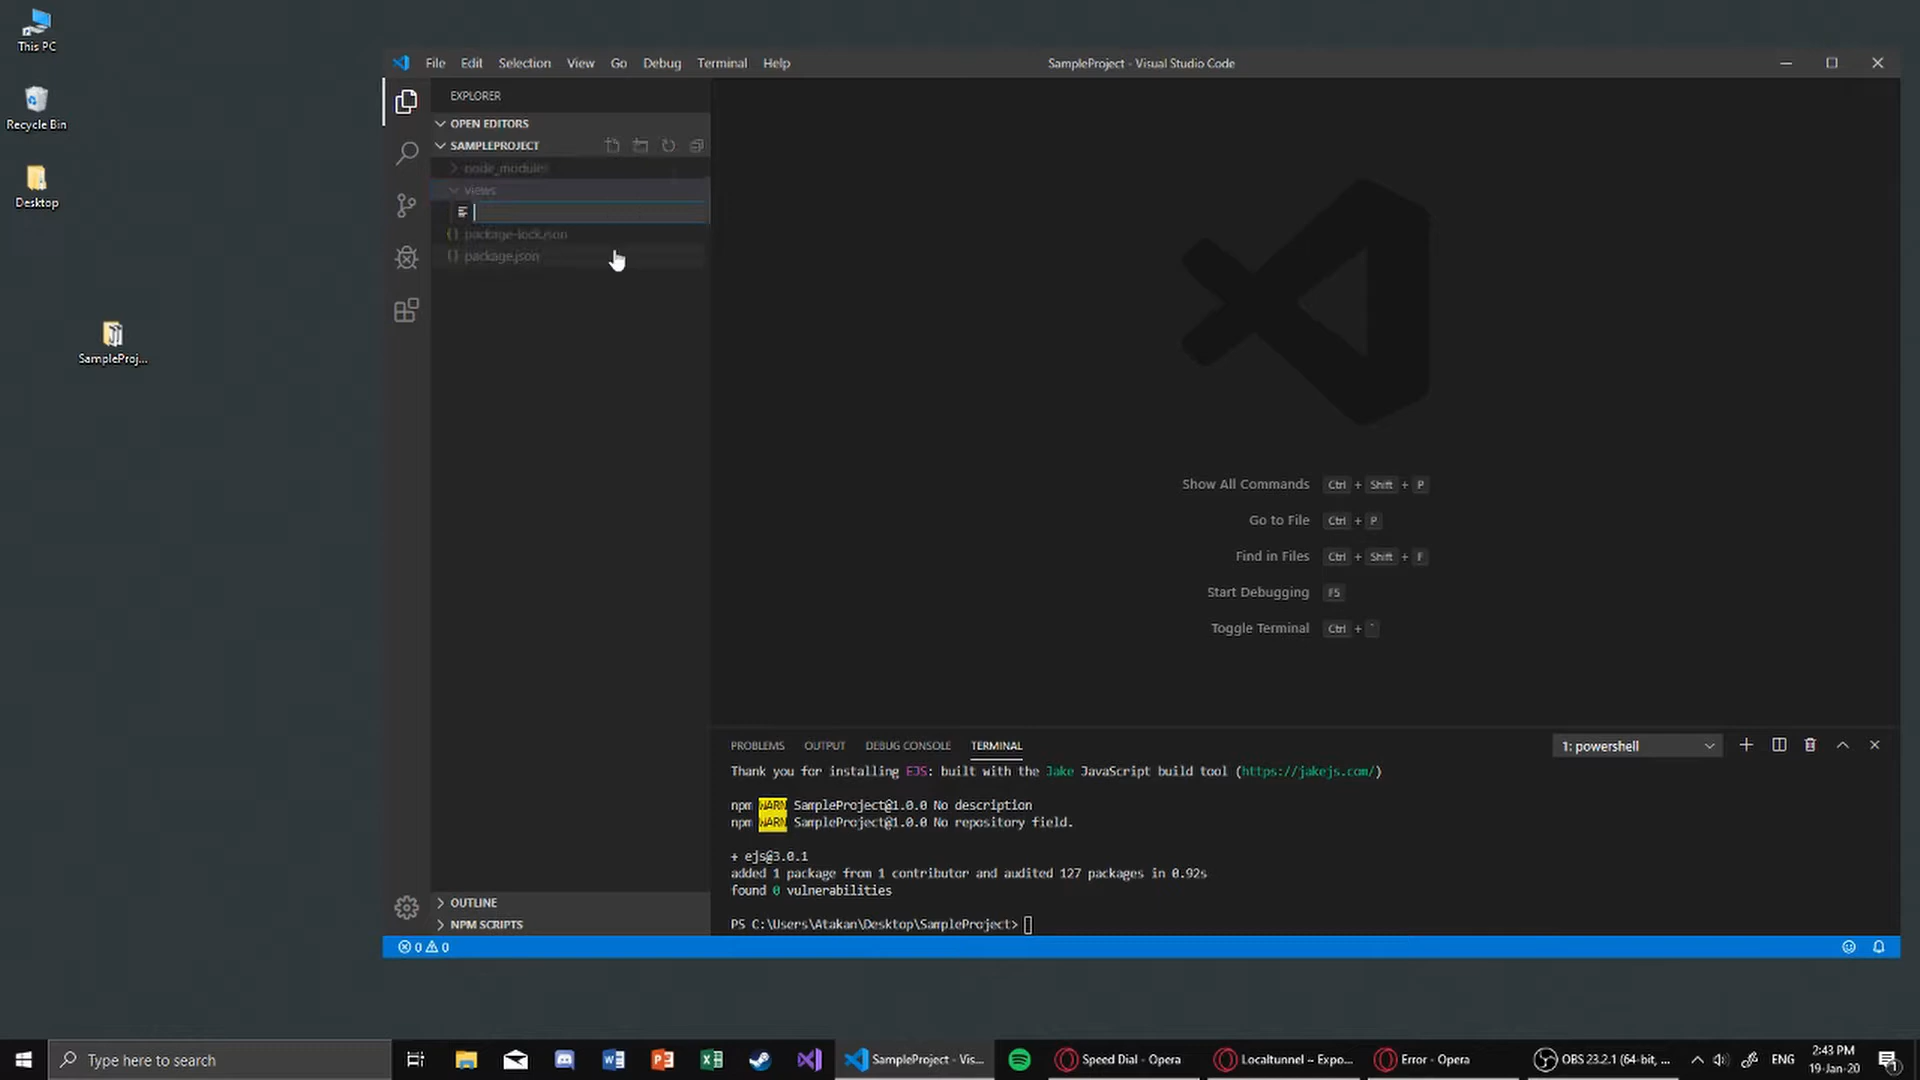 This PC
Recycle Bin
Desktop
SampleProj...
File Edit Selection View Go Debug Terminal Help
SampleProject - Visual Studio Code
EXPLORER
OPEN EDITORS
SAMPLEPROJECT
node_modules
views
package-lock.json
package.json
OUTLINE
NPM SCRIPTS
Show All Commands Ctrl + Shift + P
Go to File Ctrl + P
Find in Files Ctrl + Shift + F
Start Debugging F5
Toggle Terminal Ctrl + `
PROBLEMS OUTPUT DEBUG CONSOLE TERMINAL
1: powershell
Thank you for installing EJS: built with the Jake JavaScript build tool (https://jakejs.com/)
npm WARN SampleProject@1.0.0 No description
npm WARN SampleProject@1.0.0 No repository field.
+ ejs@3.0.1
added 1 package from 1 contributor and audited 127 packages in 0.92s
found 0 vulnerabilities
PS C:\Users\Atakan\Desktop\SampleProject>
0 0
Type here to search
SampleProject - Vis...
Speed Dial - Opera
Localtunnel – Expo...
Error - Opera
OBS 23.2.1 (64-bit, ...
ENG
2:43 PM
19-Jan-20
1